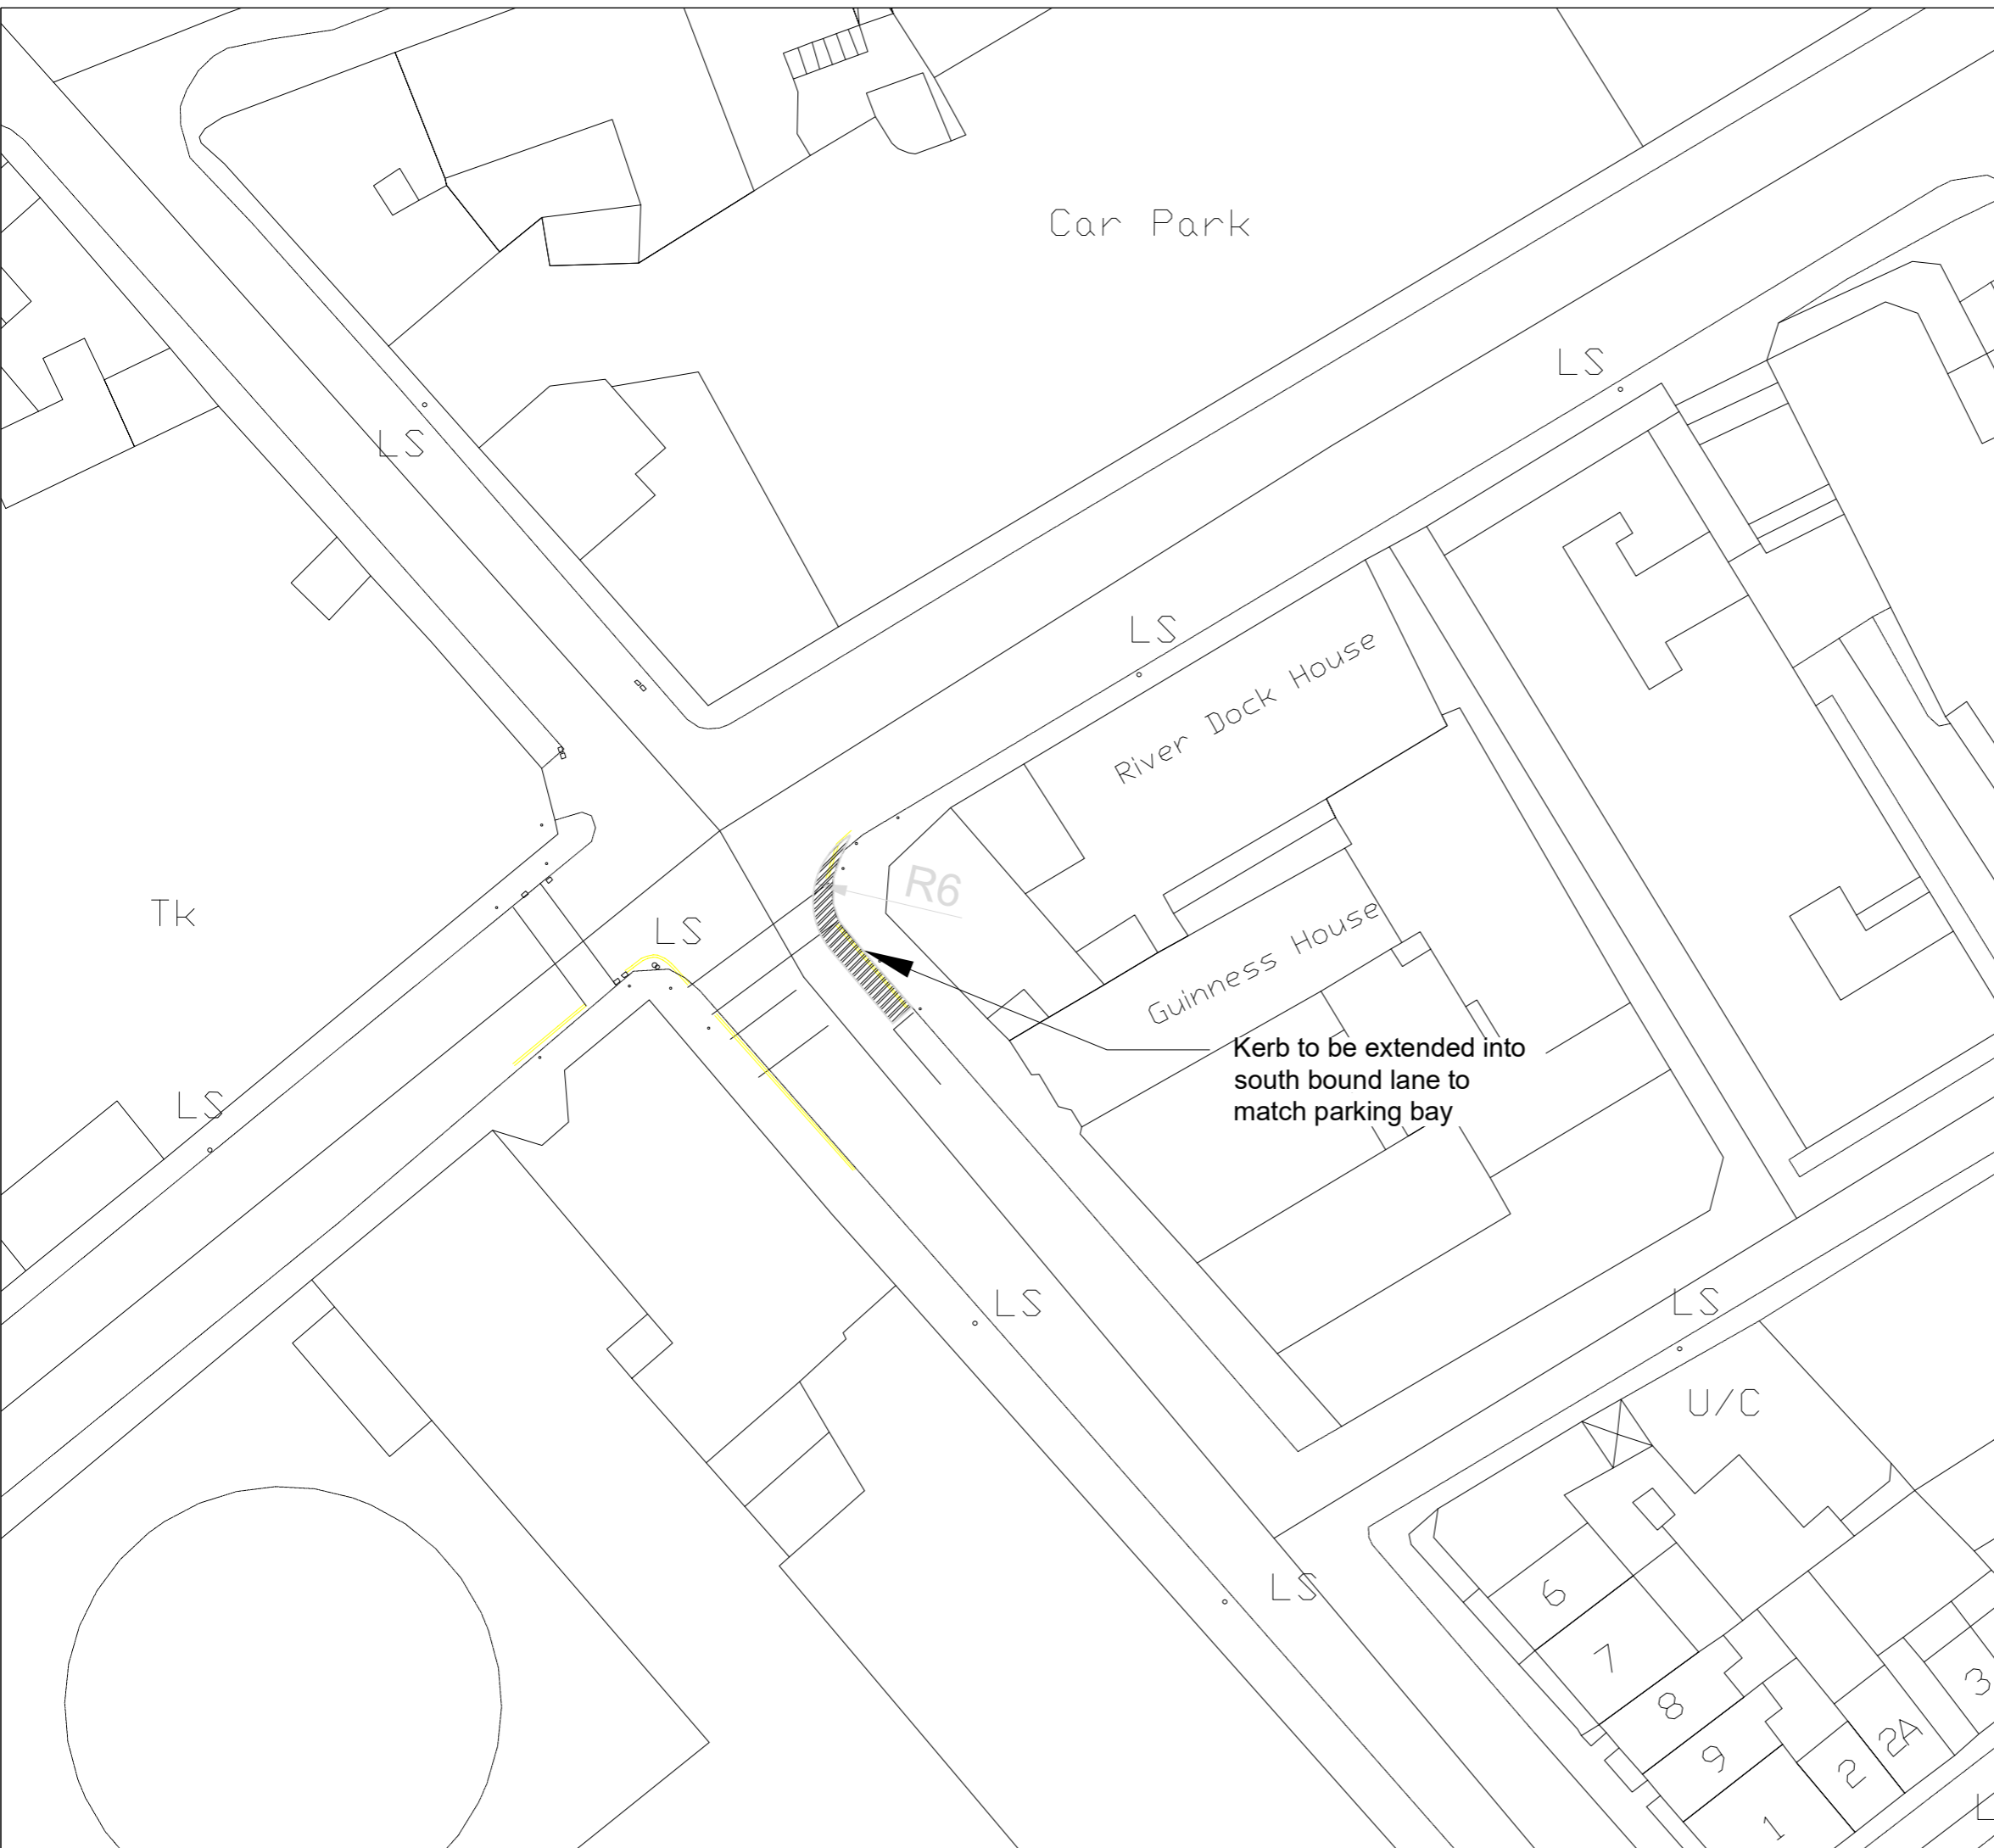 Car Park
LS
LS
LS
River Dock House
R6
Tk
LS
Guinness House
Kerb to be extended into
south bound lane to
match parking bay
LS
LS
LS
U/C
LS
6
7
8
3
9
2A
2
1